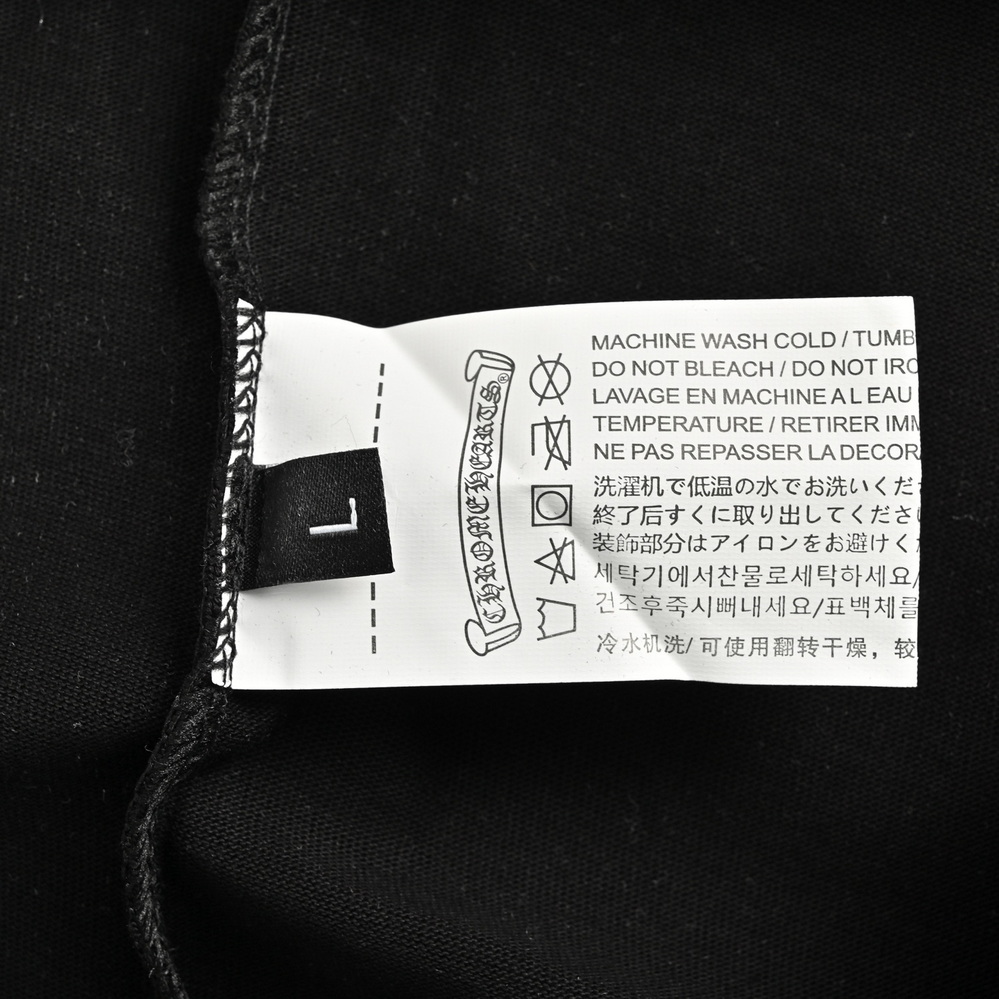 L
CHROME HEARTS®
MACHINE WASH COLD / TUMB
DO NOT BLEACH / DO NOT IRO
LAVAGE EN MACHINE A L EAU
TEMPERATURE / RETIRER IMM
NE PAS REPASSER LA DECOR
洗濯机で低温の水でお洗いくだ
終了后すくに取り出してくださ
装飾部分はアイロンをお避けく
세탁기에서찬물로세탁하세요/
건조후죽시빼내세요/표백체를
冷水机洗/ 可使用翻转干燥，较